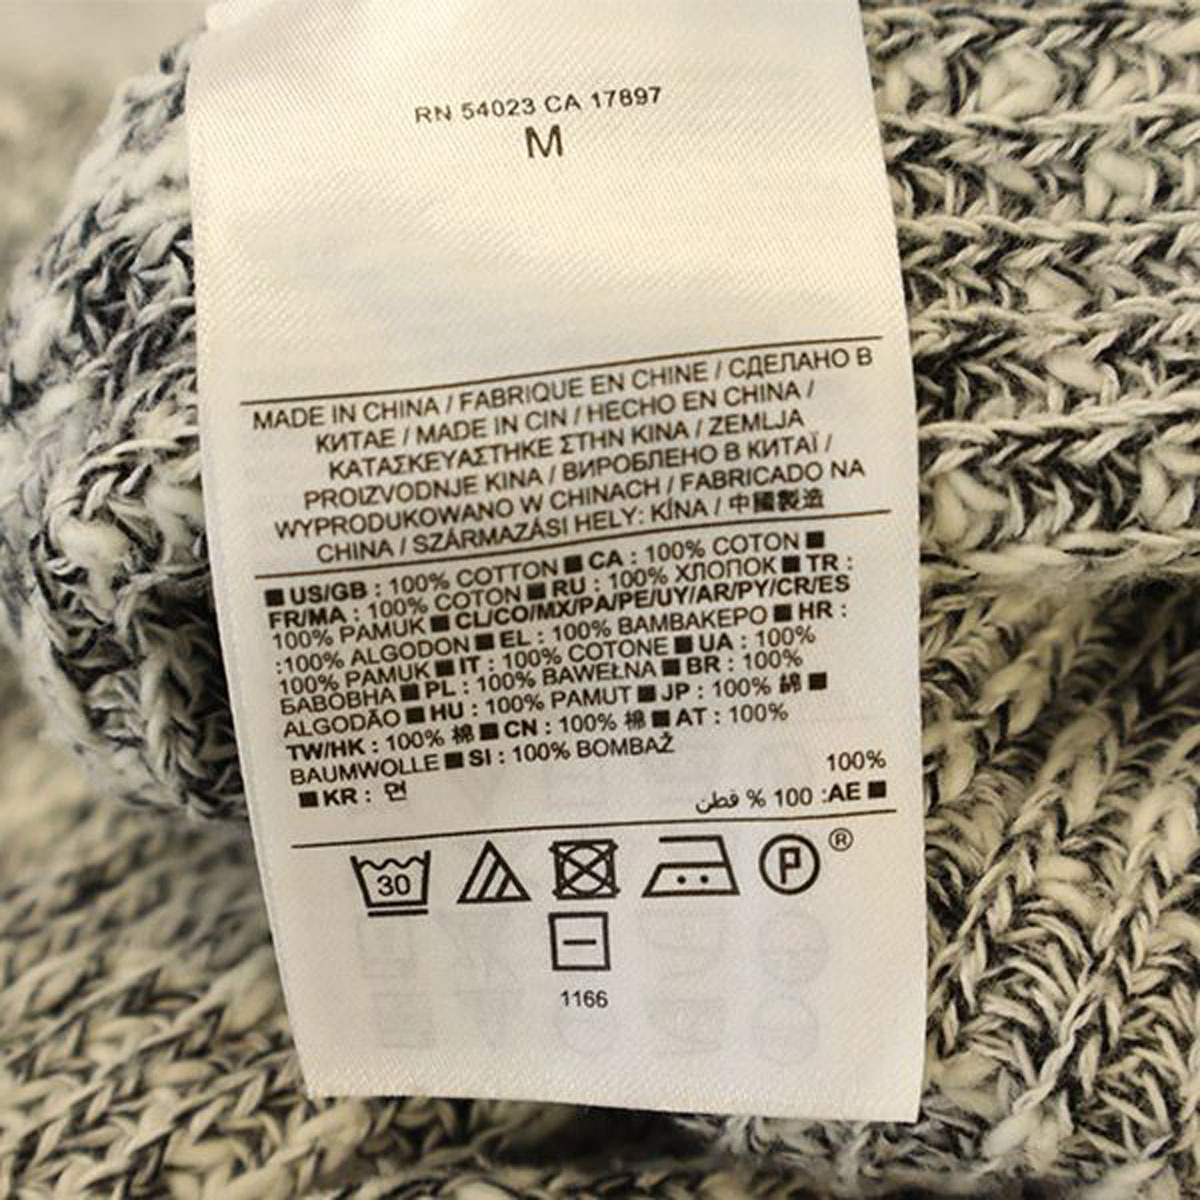 RN 54023 CA 17897
M
MADE IN CHINA / FABRIQUE EN CHINE / СДЕЛАНО В
КИТАЕ / MADE IN CIN / HECHO EN CHINA /
ΚΑΤΑΣΚΕΥΑΣΤΗΚΕ ΣΤΗΝ ΚΙΝΑ / ZEMLJA
PROIZVODNJE KINA / ВИРОБЛЕНО В КИТАЇ /
WYPRODUKOWANO W CHINACH / FABRICADO NA
CHINA / SZÁRMAZÁSI HELY: KÍNA / 中國製造
■ US/GB : 100% COTTON ■ CA : 100% COTON ■
FR/MA : 100% COTON ■ RU : 100% ХЛОПОК ■ TR :
100% PAMUK ■ CL/CO/MX/PA/PE/UY/AR/PY/CR/ES
:100% ALGODON ■ EL : 100% ΒΑΜΒΑΚΕΡΟ ■ HR :
100% PAMUK ■ IT : 100% COTONE ■ UA : 100%
БАВОВНА ■ PL : 100% BAWEŁNA ■ BR : 100%
ALGODÃO ■ HU : 100% PAMUT ■ JP : 100% 綿 ■
TW/HK : 100% 棉 ■ CN : 100% 棉 ■ AT : 100%
BAUMWOLLE ■ SI : 100% BOMBAŽ
100%
■ KR : 면
■ AE: 100 % قطن
30
P ®
1166